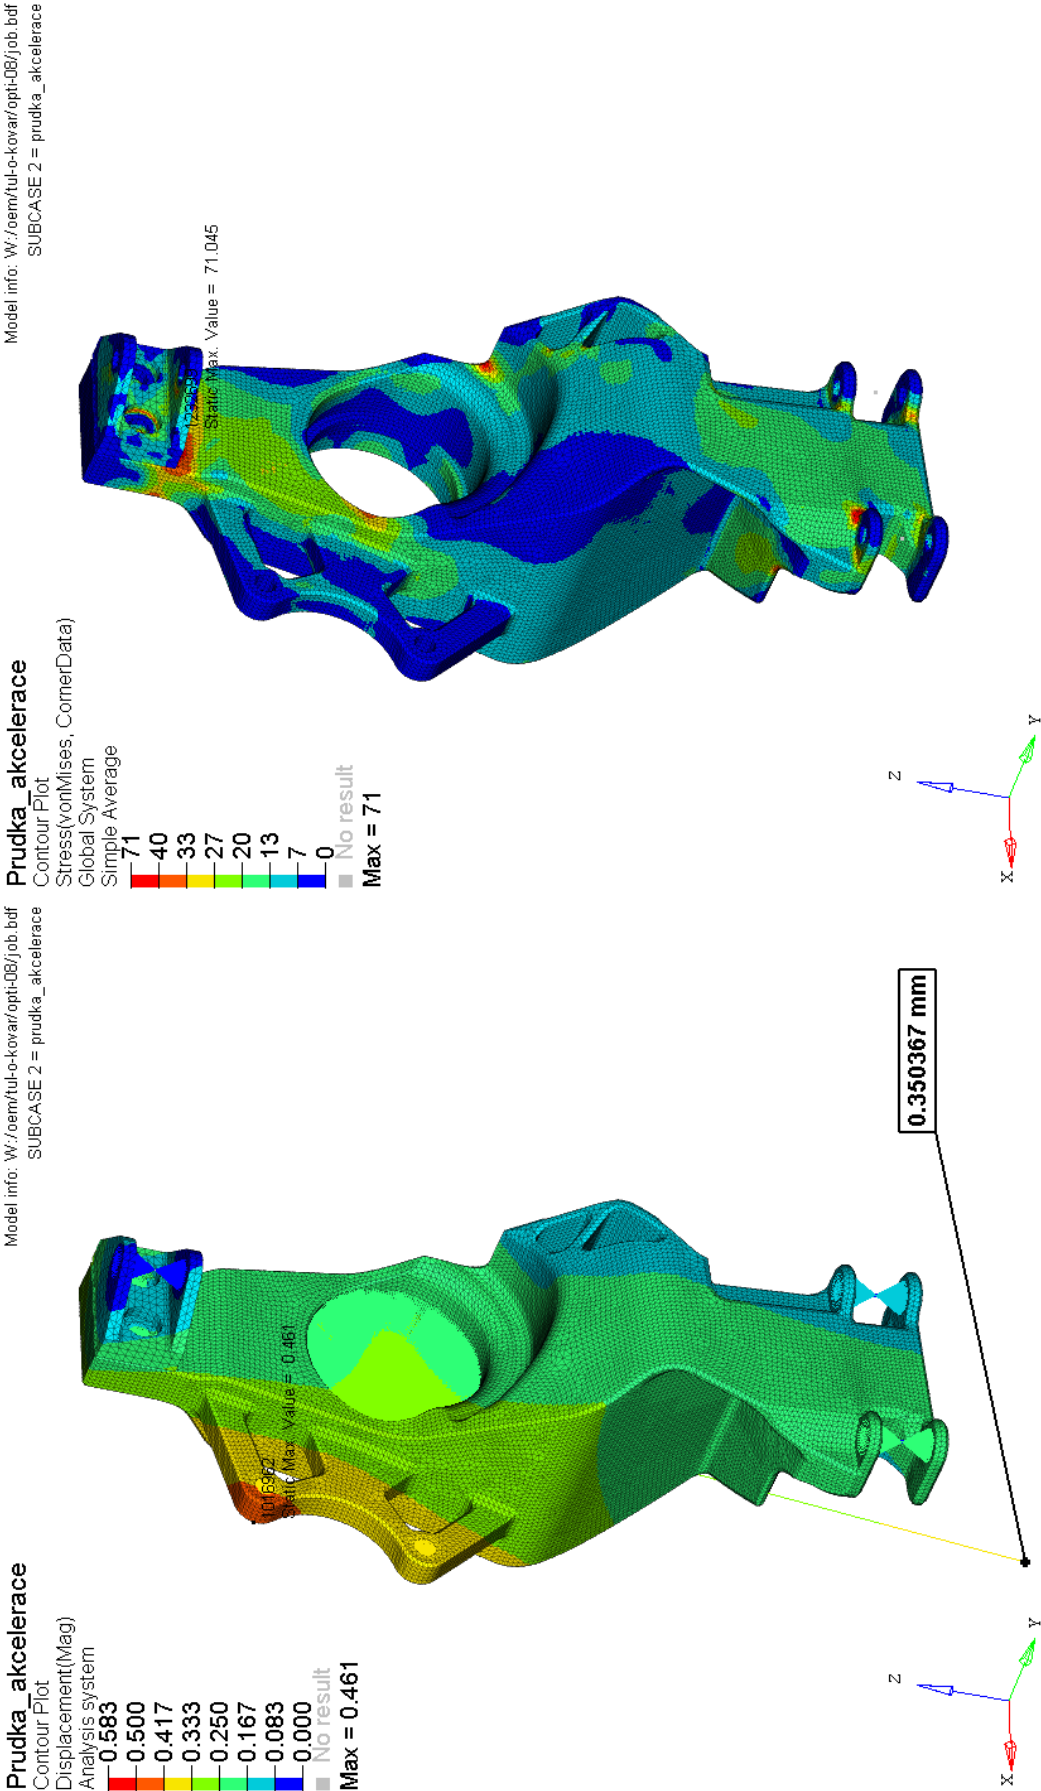 Prudka_akcelerace
Contour Plot
Displacement(Mag)
Analysis system
0.583
0.500
0.417
0.333
0.250
0.167
0.083
0.000
No result
Max = 0.461
Model info: W:/oem/tul-o-kovar/opti-08/job.bdf
SUBCASE 2 = prudka_akcelerace
1016962
Static Max. Value = 0.461
0.350367 mm
Z
X
Y
Prudka_akcelerace
Contour Plot
Stress(vonMises, CornerData)
Global System
Simple Average
71
40
33
27
20
13
7
0
No result
Max = 71
Model info: W:/oem/tul-o-kovar/opti-08/job.bdf
SUBCASE 2 = prudka_akcelerace
Static Max. Value = 71.045
Z
X
Y